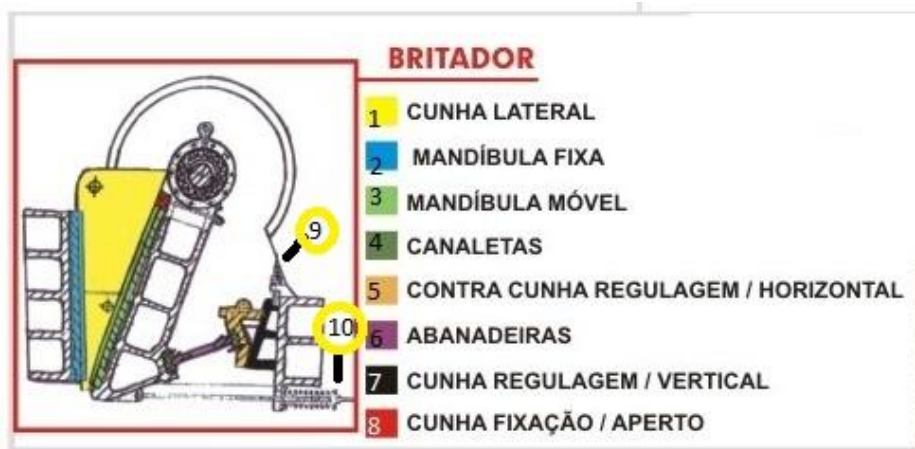 BRITADOR
1 CUNHA LATERAL
2 MANDÍBULA FIXA
3 MANDÍBULA MÓVEL
4 CANALETAS
5 CONTRA CUNHA REGULAGEM / HORIZONTAL
6 ABANADEIRAS
7 CUNHA REGULAGEM / VERTICAL
8 CUNHA FIXAÇÃO / APERTO
9
10